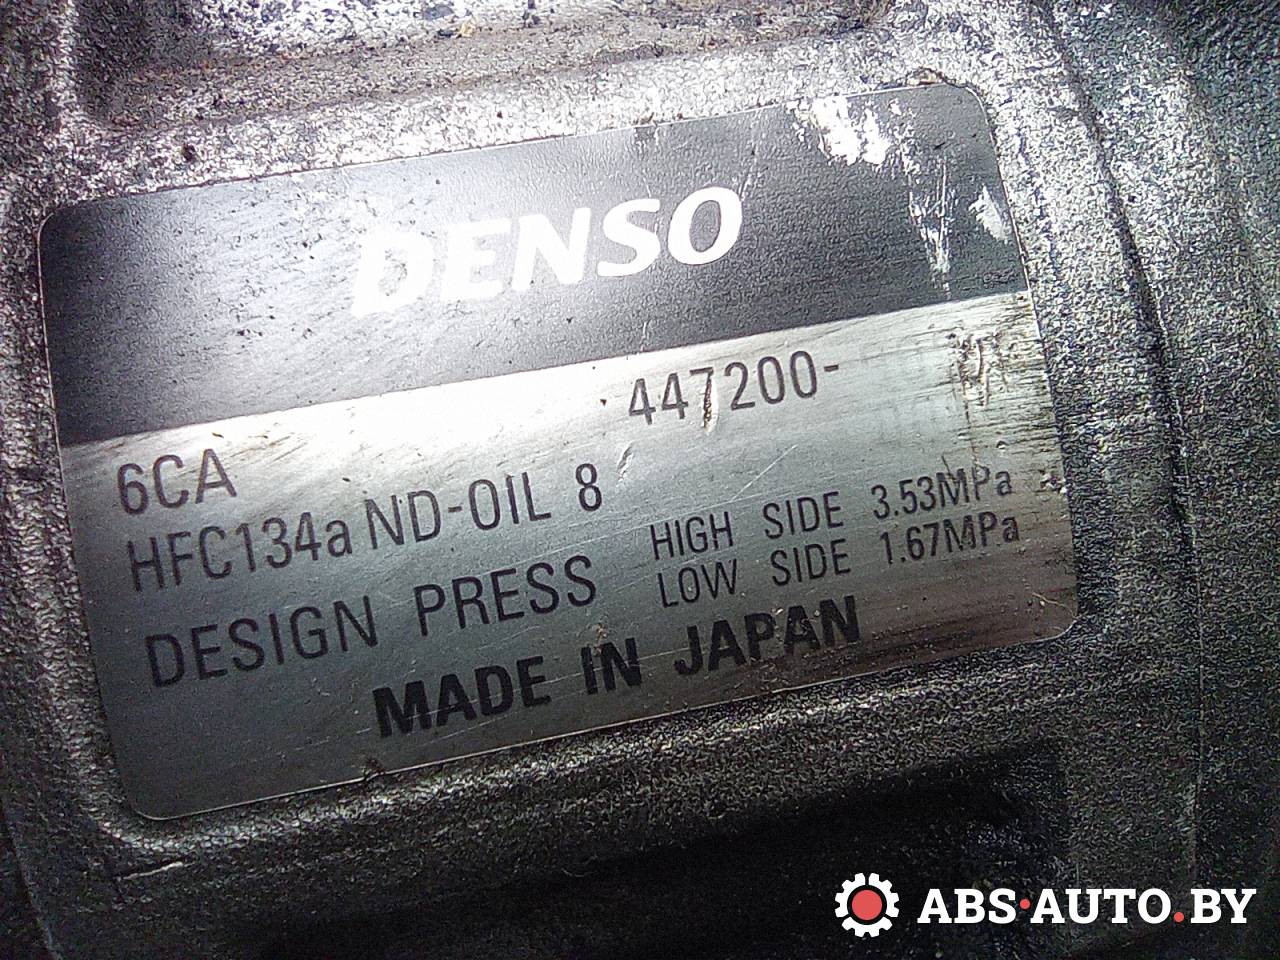 DENSO
447200-
6CA
HFC134a ND-OIL 8
DESIGN PRESS HIGH SIDE 3.53MPa
LOW SIDE 1.67MPa
MADE IN JAPAN
ABS·AUTO.BY